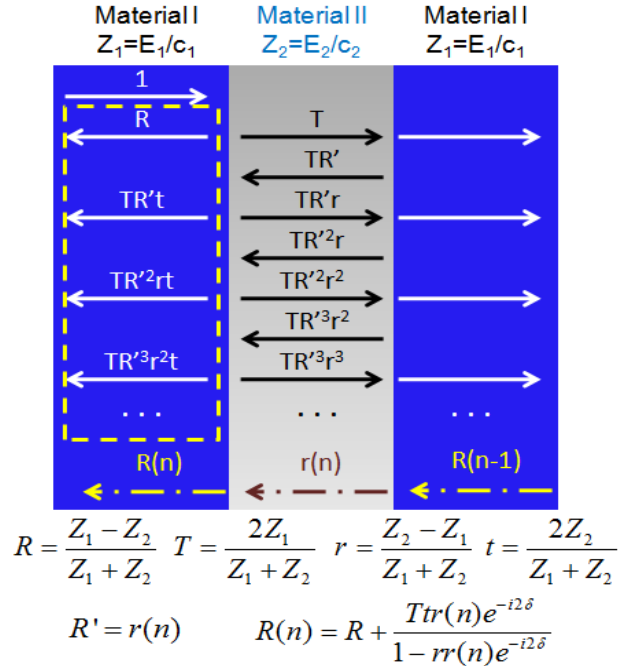 Material I Material II Material I
Z₁=E₁/c₁ Z₂=E₂/c₂ Z₁=E₁/c₁
1
R T
TR'
TR't TR'r
TR'²r
TR'²rt TR'²r²
TR'³r²
TR'³r²t TR'³r³
. . . . . . . . .
R(n) r(n) R(n-1)
R = (Z₁ − Z₂)/(Z₁ + Z₂) T = 2Z₁/(Z₁ + Z₂) r = (Z₂ − Z₁)/(Z₁ + Z₂) t = 2Z₂/(Z₁ + Z₂)
R' = r(n) R(n) = R + Ttr(n)e^{−i2δ}/(1 − rr(n)e^{−i2δ})